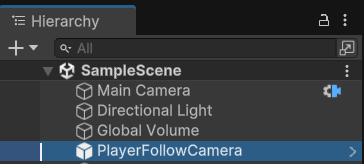 Hierarchy
All
SampleScene
Main Camera
Directional Light
Global Volume
PlayerFollowCamera